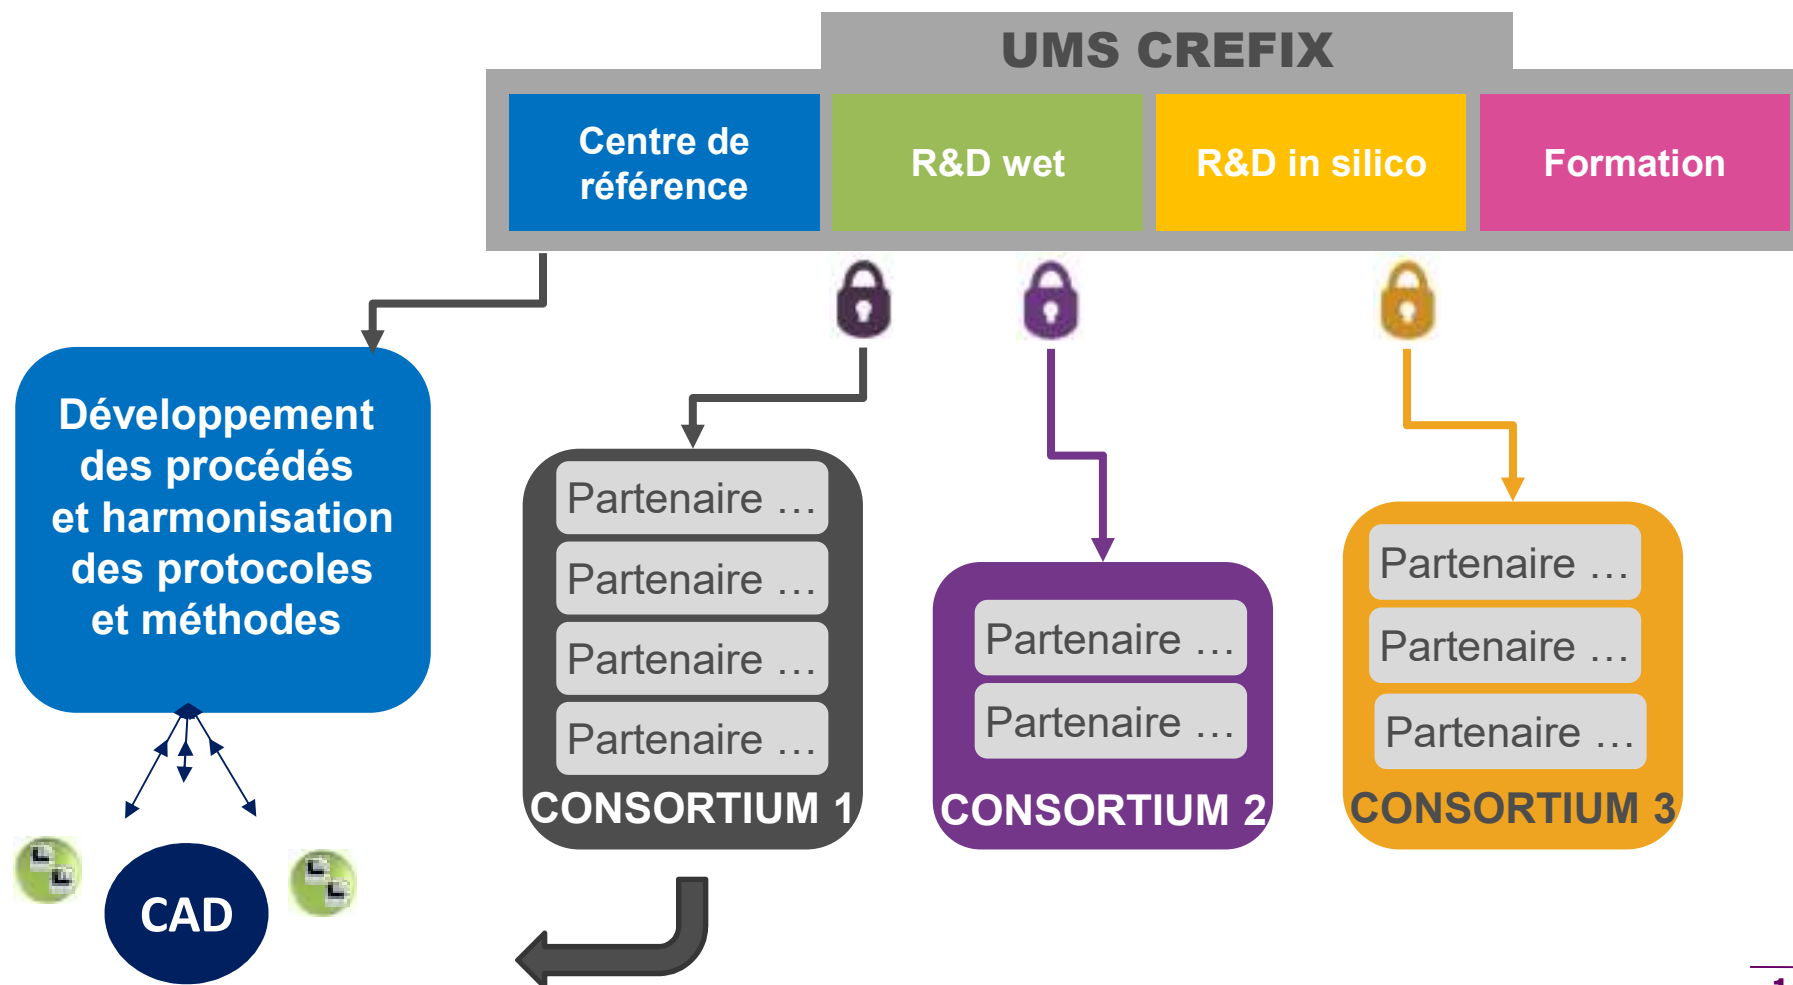 UMS CREFIX
Centre de
référence
R&D wet
R&D in silico
Formation
Développement
des procédés
et harmonisation
des protocoles
et méthodes
Partenaire ...
Partenaire ...
Partenaire ...
Partenaire ...
CONSORTIUM 1
Partenaire ...
Partenaire ...
CONSORTIUM 2
Partenaire ...
Partenaire ...
Partenaire ...
CONSORTIUM 3
CAD